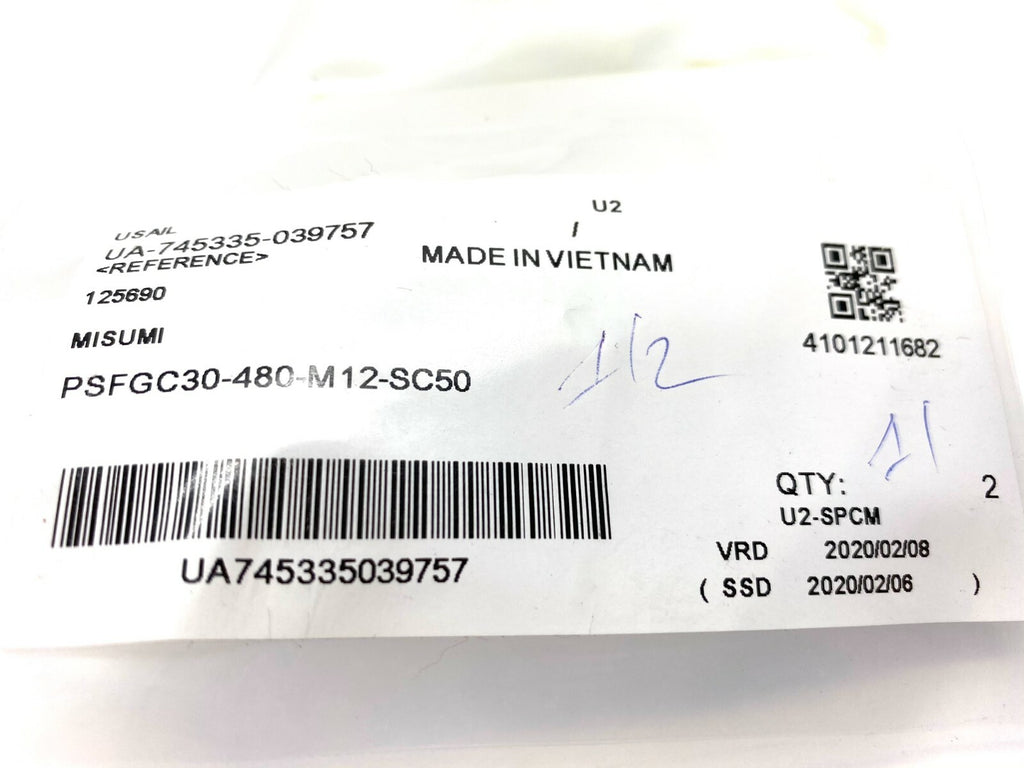 USAIL
UA-745335-039757
<REFERENCE>
125690
MISUMI
PSFGC30-480-M12-SC50
U2
/
MADE IN VIETNAM
4101211682
1/2
UA745335039757
QTY: 2
U2-SPCM
VRD 2020/02/08
( SSD 2020/02/06 )